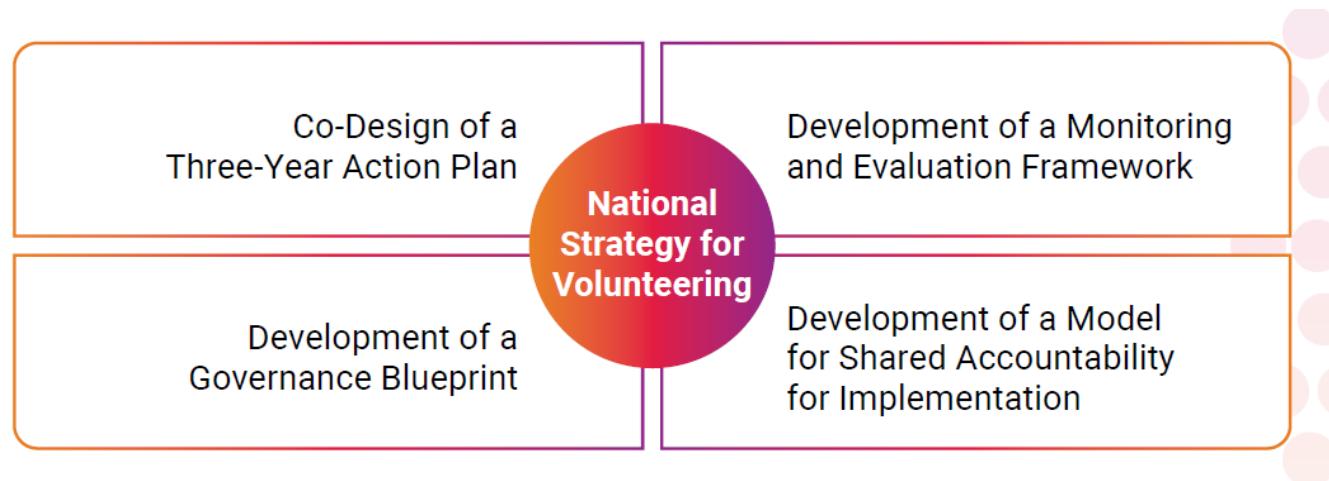 Co-Design of a
Three-Year Action Plan
Development of a Monitoring
and Evaluation Framework
National
Strategy for
Volunteering
Development of a
Governance Blueprint
Development of a Model
for Shared Accountability
for Implementation